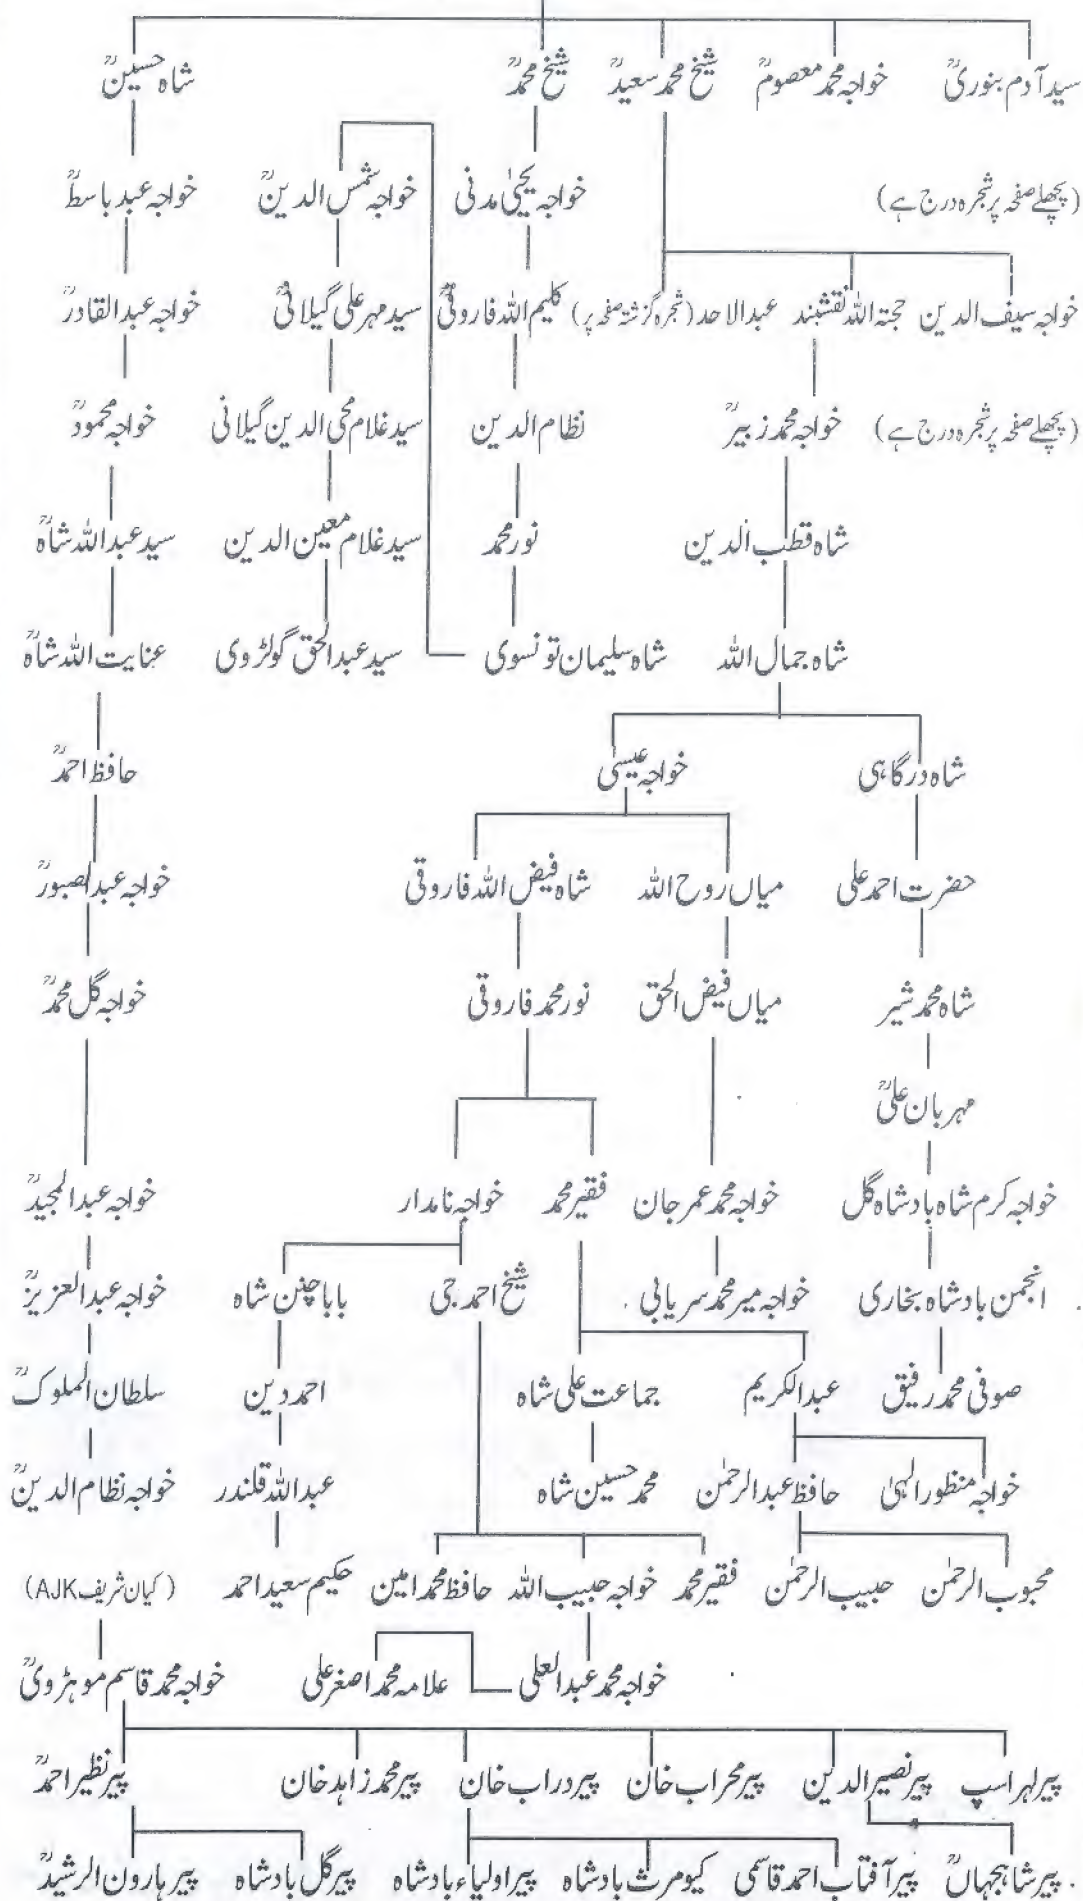 سید آدم بنوریؒ خواجہ محمد معصومؒ شیخ محمد سعیدؒ شیخ محمدؒ شاہ حسینؒ
(پچھلے صفحہ پر شجرہ درج ہے) خواجہ یحییٰ مدنی خواجہ شمس الدینؒ خواجہ عبد باسطؒ
خواجہ سیف الدین حجتہ اللہ نقشبند عبدالاحد (شجرہ گزشتہ صفحہ پر) کلیم اللہ فاروقیؒ سید مہر علی گیلانیؒ خواجہ عبدالقادرؒ
(پچھلے صفحہ پر شجرہ درج ہے) خواجہ محمد زبیرؒ نظام الدین سید غلام محی الدین گیلانی خواجہ محمودؒ
شاہ قطب الدین نور محمد سید غلام معین الدین سید عبداللہ شاہؒ
شاہ جمال اللہ شاہ سلیمان تونسوی سید عبدالحق گولڑوی عنایت اللہ شاہؒ
شاہ درگاہی خواجہ عیسیٰ حافظ احمدؒ
حضرت احمد علی میاں روح اللہ شاہ فیض اللہ فاروقی خواجہ عبدالصبورؒ
شاہ محمد شیر میاں فیض الحق نور محمد فاروقی خواجہ گل محمدؒ
مہربان علیؒ
خواجہ کرم شاہ بادشاہ گل خواجہ محمد عمر جان فقیر محمد خواجہ نامدار خواجہ عبدالمجیدؒ
انجمن بادشاہ بخاری خواجہ میر محمد سریابی شیخ احمد جی بابا چنن شاہ خواجہ عبدالعزیزؒ
صوفی محمد رفیق عبدالکریم جماعت علی شاہ احمد دین سلطان الملوکؒ
خواجہ منظور الٰہی حافظ عبدالرحمٰن محمد حسین شاہ عبداللہ قلندر خواجہ نظام الدینؒ
محبوب الرحمٰن حبیب الرحمٰن فقیر محمد خواجہ حبیب اللہ حافظ محمد امین حکیم سعید احمد (کیان شریف AJK)
خواجہ محمد عبدالعلی علامہ محمد اصغر علی خواجہ محمد قاسم موہڑویؒ
پیر لہراسپ پیر نصیر الدین پیر محراب خان پیر دراب خان پیر محمد زاہد خان پیر نظیر احمدؒ
پیر شاہجہاںؒ پیر آفتاب احمد قاسمی کیومرث بادشاہ پیر اولیاء بادشاہ پیر گل بادشاہ پیر ہارون الرشیدؒ